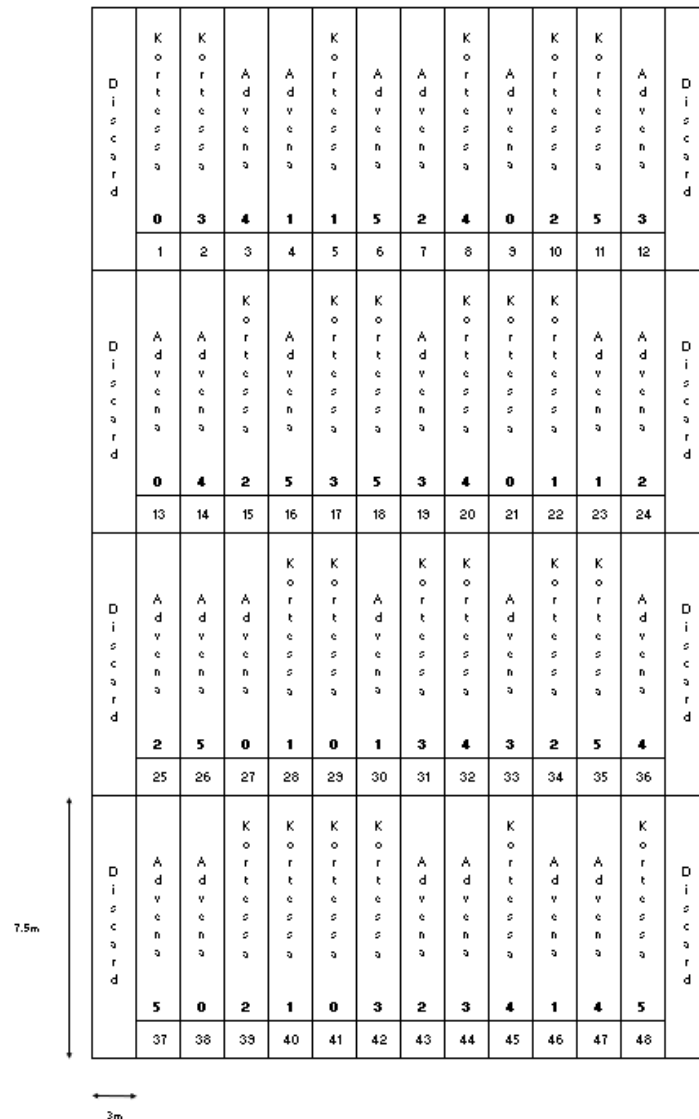 Discard Kortessa Kortessa Advena Advena Kortessa Advena Advena Kortessa Advena Kortessa Kortessa Advena Discard
0 3 4 1 1 5 2 4 0 2 5 3
1 2 3 4 5 6 7 8 9 10 11 12
Discard Advena Advena Kortessa Advena Kortessa Kortessa Advena Kortessa Kortessa Kortessa Advena Advena Discard
0 4 2 5 3 5 3 4 0 1 1 2
13 14 15 16 17 18 19 20 21 22 23 24
Discard Advena Advena Advena Kortessa Kortessa Advena Kortessa Kortessa Advena Kortessa Kortessa Advena Discard
2 5 0 1 0 1 3 4 3 2 5 4
25 26 27 28 29 30 31 32 33 34 35 36
Discard Advena Advena Kortessa Kortessa Kortessa Kortessa Advena Advena Kortessa Advena Advena Kortessa Discard
7.5m
5 0 2 1 0 3 2 3 4 1 4 5
37 38 39 40 41 42 43 44 45 46 47 48
3m